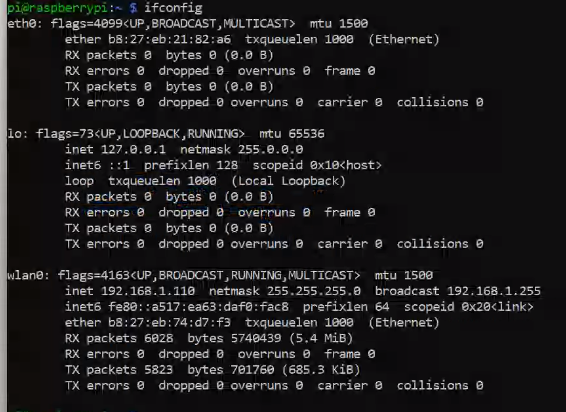 pi@raspberrypi:~ $ ifconfig
eth0: flags=4099<UP,BROADCAST,MULTICAST>  mtu 1500
        ether b8:27:eb:21:82:a6  txqueuelen 1000  (Ethernet)
        RX packets 0  bytes 0 (0.0 B)
        RX errors 0  dropped 0  overruns 0  frame 0
        TX packets 0  bytes 0 (0.0 B)
        TX errors 0  dropped 0 overruns 0  carrier 0  collisions 0

lo: flags=73<UP,LOOPBACK,RUNNING>  mtu 65536
        inet 127.0.0.1  netmask 255.0.0.0
        inet6 ::1  prefixlen 128  scopeid 0x10<host>
        loop  txqueuelen 1000  (Local Loopback)
        RX packets 0  bytes 0 (0.0 B)
        RX errors 0  dropped 0  overruns 0  frame 0
        TX packets 0  bytes 0 (0.0 B)
        TX errors 0  dropped 0 overruns 0  carrier 0  collisions 0

wlan0: flags=4163<UP,BROADCAST,RUNNING,MULTICAST>  mtu 1500
        inet 192.168.1.110  netmask 255.255.255.0  broadcast 192.168.1.255
        inet6 fe80::a517:ea63:daf0:fac8  prefixlen 64  scopeid 0x20<link>
        ether b8:27:eb:74:d7:f3  txqueuelen 1000  (Ethernet)
        RX packets 6028  bytes 5740439 (5.4 MiB)
        RX errors 0  dropped 0  overruns 0  frame 0
        TX packets 5823  bytes 701760 (685.3 KiB)
        TX errors 0  dropped 0 overruns 0  carrier 0  collisions 0